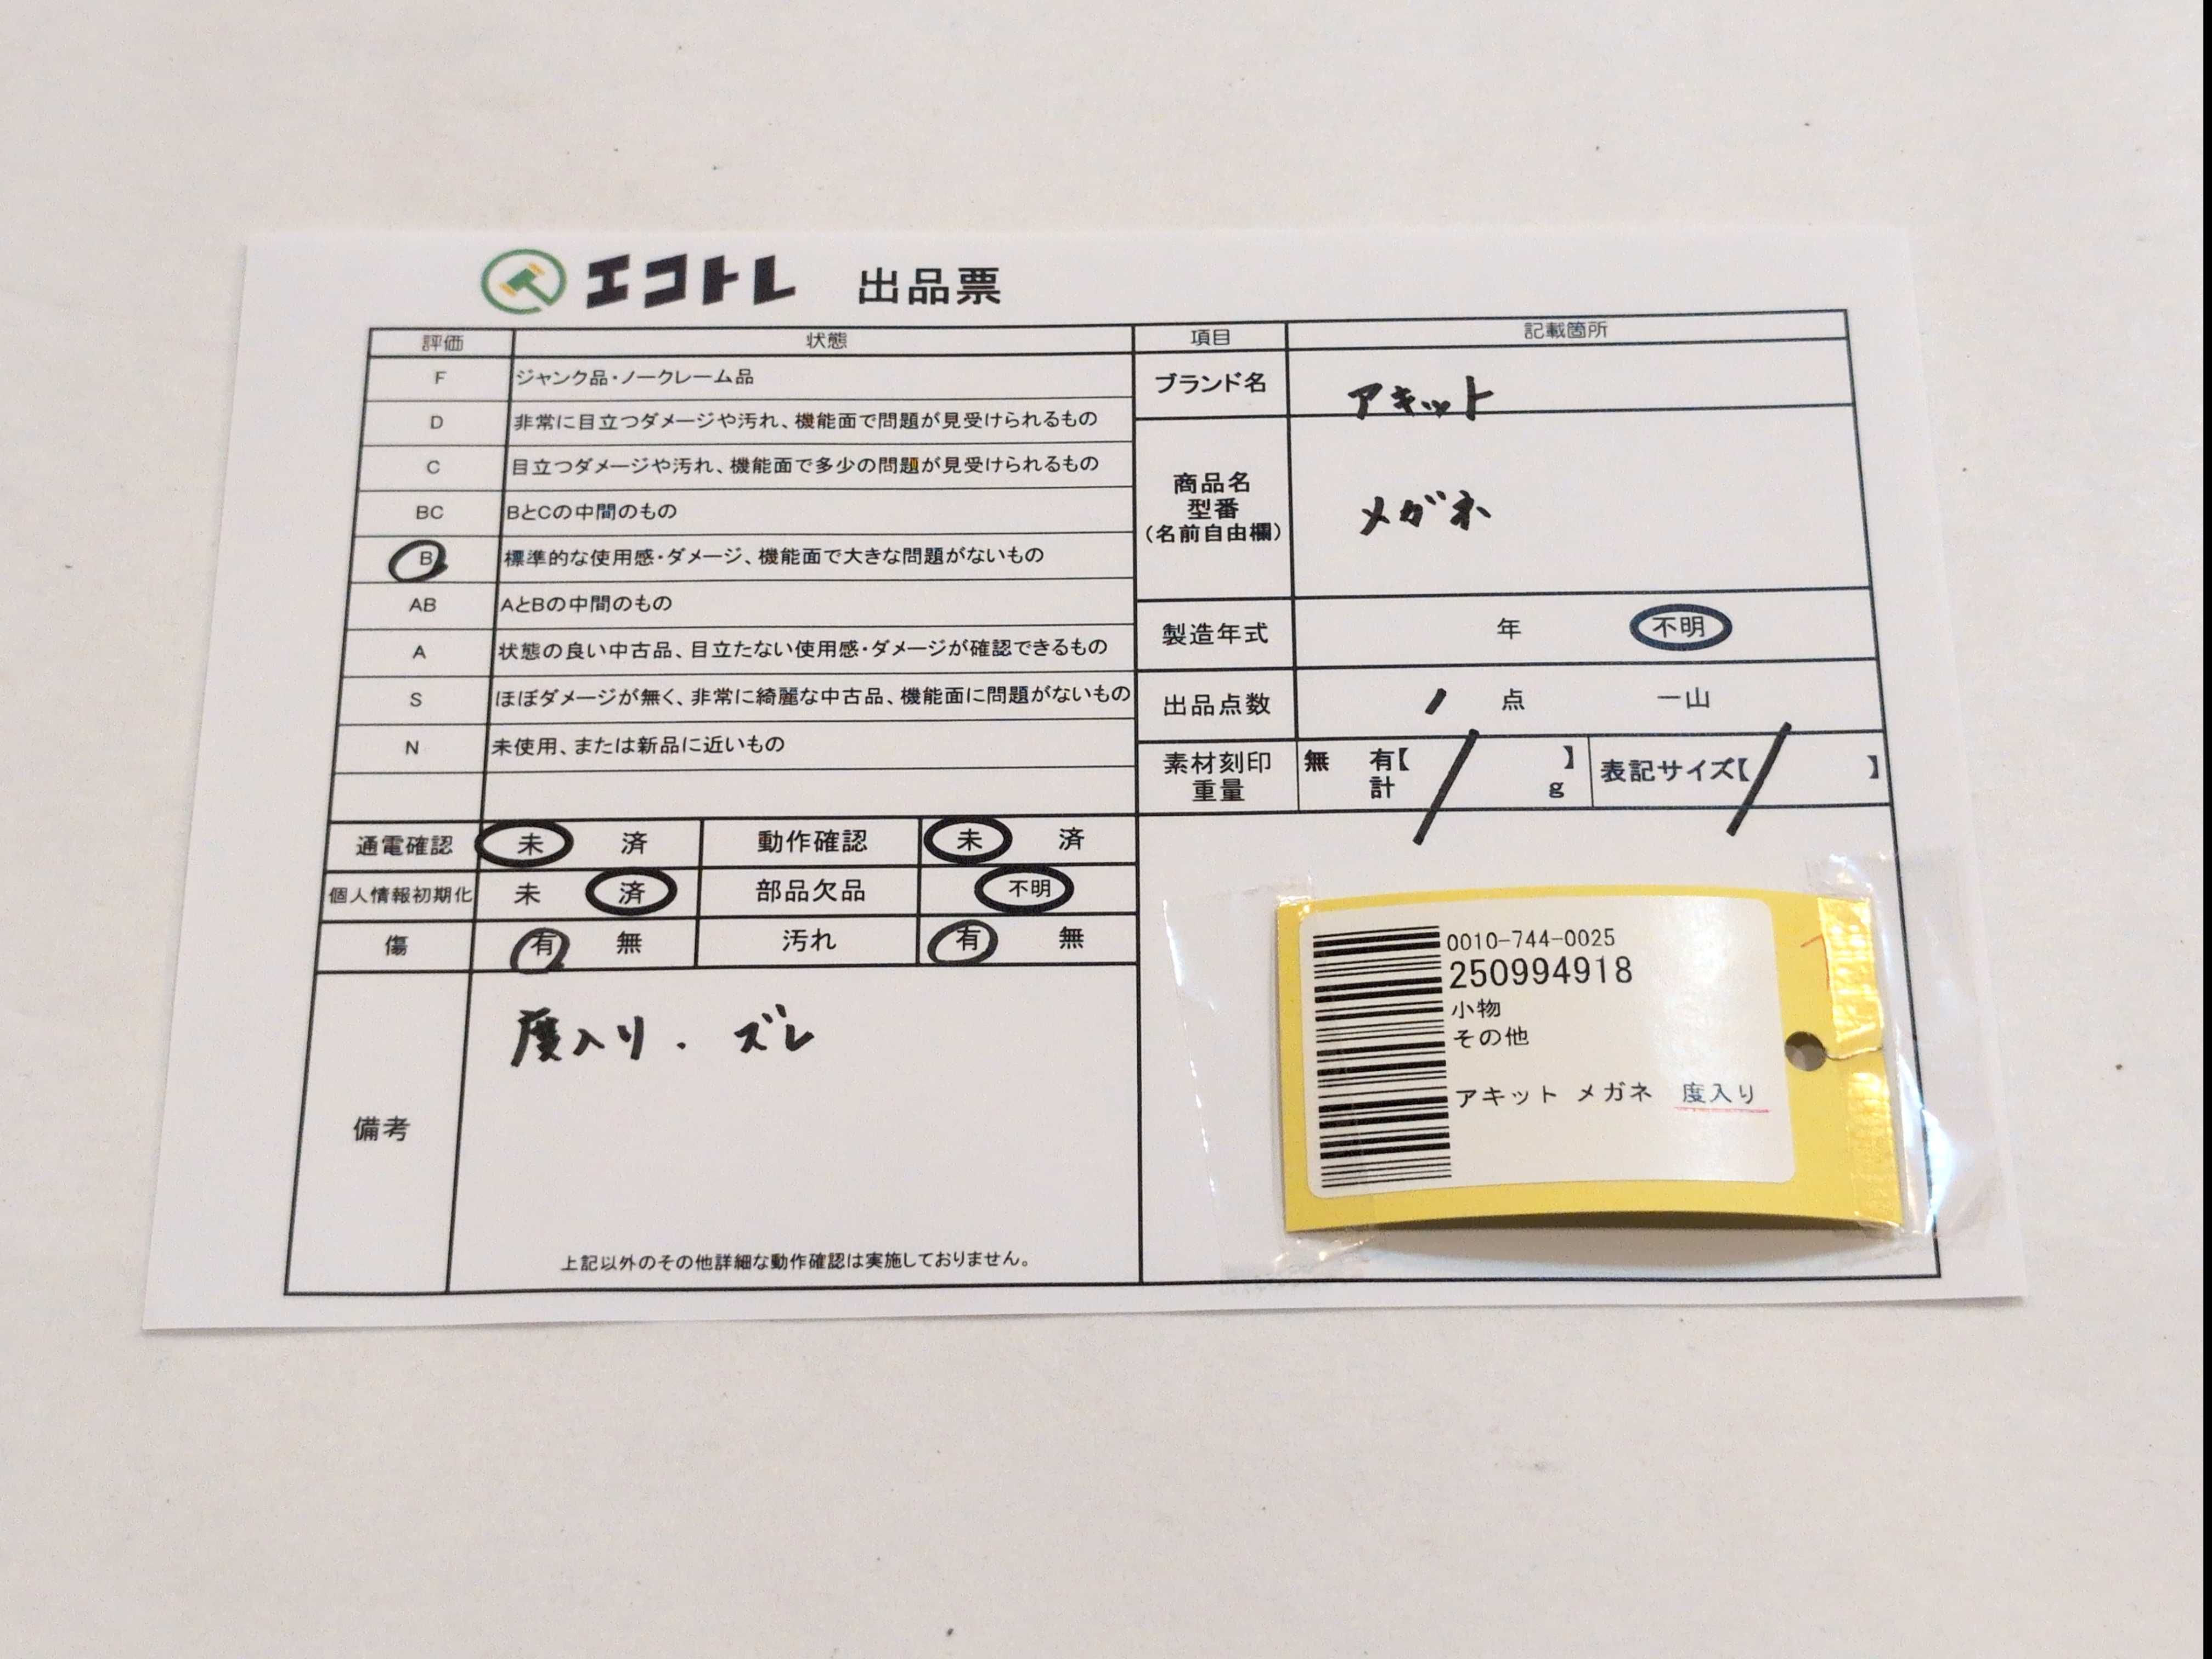 エコトレ 出品票
評価 状態
F ジャンク品・ノークレーム品
D 非常に目立つダメージや汚れ、機能面で問題が見受けられるもの
C 目立つダメージや汚れ、機能面で多少の問題が見受けられるもの
BC BとCの中間のもの
B 標準的な使用感・ダメージ、機能面で大きな問題がないもの
AB AとBの中間のもの
A 状態の良い中古品、目立たない使用感・ダメージが確認できるもの
S ほぼダメージが無く、非常に綺麗な中古品、機能面に問題がないもの
N 未使用、または新品に近いもの
通電確認 未 済 動作確認 未 済
個人情報初期化 未 済 部品欠品 不明
傷 有 無 汚れ 有 無
備考
度入り . ズレ
上記以外のその他詳細な動作確認は実施しておりません。
項目 記載箇所
ブランド名 アキット
商品名
型番
(名前自由欄)
メガネ
製造年式 年 不明
出品点数 1 点 一山
素材刻印 無 有【 】 表記サイズ【 】
重量 計 g
0010-744-0025
250994918
小物
その他
アキット メガネ 度入り